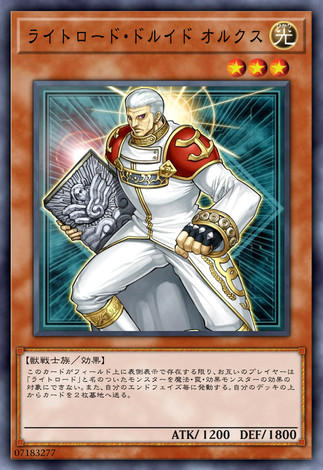 ライトロード・ドルイド オルクス
光
【獣戦士族／効果】
このカードがフィールド上に表側表示で存在する限り、お互いのプレイヤーは
「ライトロード」と名のついたモンスターを魔法・罠・効果モンスターの効果の
対象にできない。また、自分のエンドフェイズ毎に発動する。自分のデッキの上
からカードを２枚墓地へ送る。
ATK/ 1200 DEF/ 1800
07183277